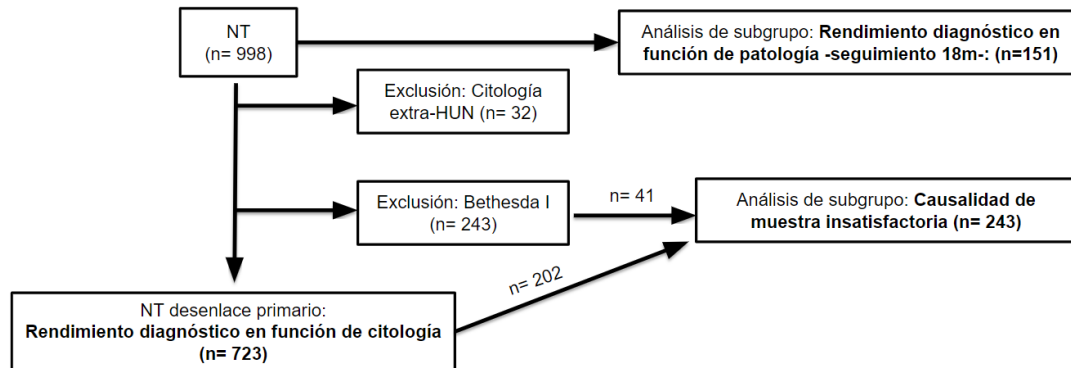 NT
(n= 998)
Análisis de subgrupo: Rendimiento diagnóstico en
función de patología -seguimiento 18m-: (n=151)
Exclusión: Citología
extra-HUN (n= 32)
Exclusión: Bethesda I
(n= 243)
n= 41
Análisis de subgrupo: Causalidad de
muestra insatisfactoria (n= 243)
n= 202
NT desenlace primario:
Rendimiento diagnóstico en función de citología
(n= 723)